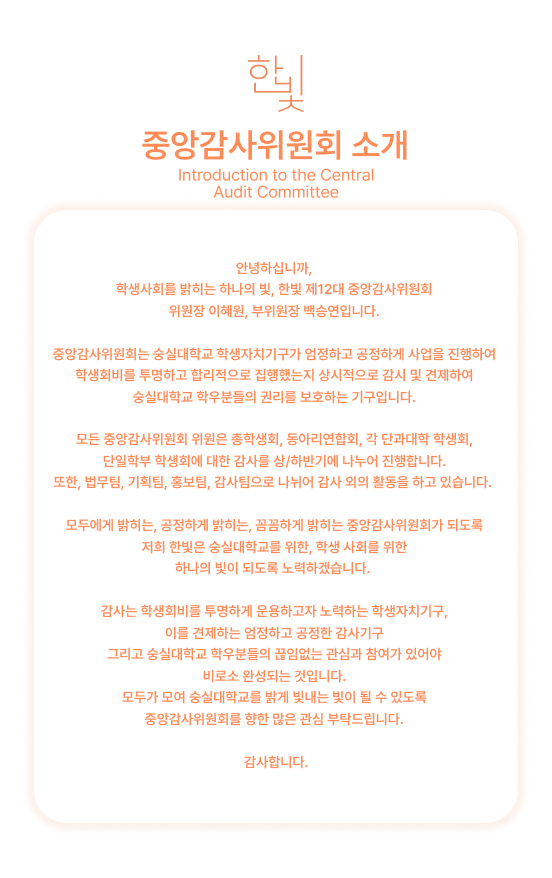 한빛
중앙감사위원회 소개
Introduction to the Central
Audit Committee
안녕하십니까,
학생사회를 밝히는 하나의 빛, 한빛 제12대 중앙감사위원회
위원장 이혜원, 부위원장 백승연입니다.
중앙감사위원회는 숭실대학교 학생자치기구가 엄정하고 공정하게 사업을 진행하여
학생회비를 투명하고 합리적으로 집행했는지 상시적으로 감시 및 견제하여
숭실대학교 학우분들의 권리를 보호하는 기구입니다.
모든 중앙감사위원회 위원은 총학생회, 동아리연합회, 각 단과대학 학생회,
단일학부 학생회에 대한 감사를 상/하반기에 나누어 진행합니다.
또한, 법무팀, 기획팀, 홍보팀, 감사팀으로 나뉘어 감사 외의 활동을 하고 있습니다.
모두에게 밝히는, 공정하게 밝히는, 꼼꼼하게 밝히는 중앙감사위원회가 되도록
저희 한빛은 숭실대학교를 위한, 학생 사회를 위한
하나의 빛이 되도록 노력하겠습니다.
감사는 학생회비를 투명하게 운용하고자 노력하는 학생자치기구,
이를 견제하는 엄정하고 공정한 감사기구
그리고 숭실대학교 학우분들의 끊임없는 관심과 참여가 있어야
비로소 완성되는 것입니다.
모두가 모여 숭실대학교를 밝게 빛내는 빛이 될 수 있도록
중앙감사위원회를 향한 많은 관심 부탁드립니다.
감사합니다.